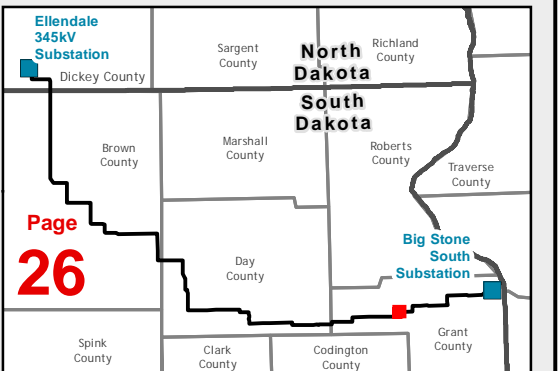 Ellendale
345kV
Substation
Dickey County
Sargent
County
North
Dakota
Richland
County
South
Dakota
Brown
County
Marshall
County
Roberts
County
Traverse
County
Page
26
Day
County
Big Stone
South
Substation
Grant
County
Spink
County
Clark
County
Codington
County